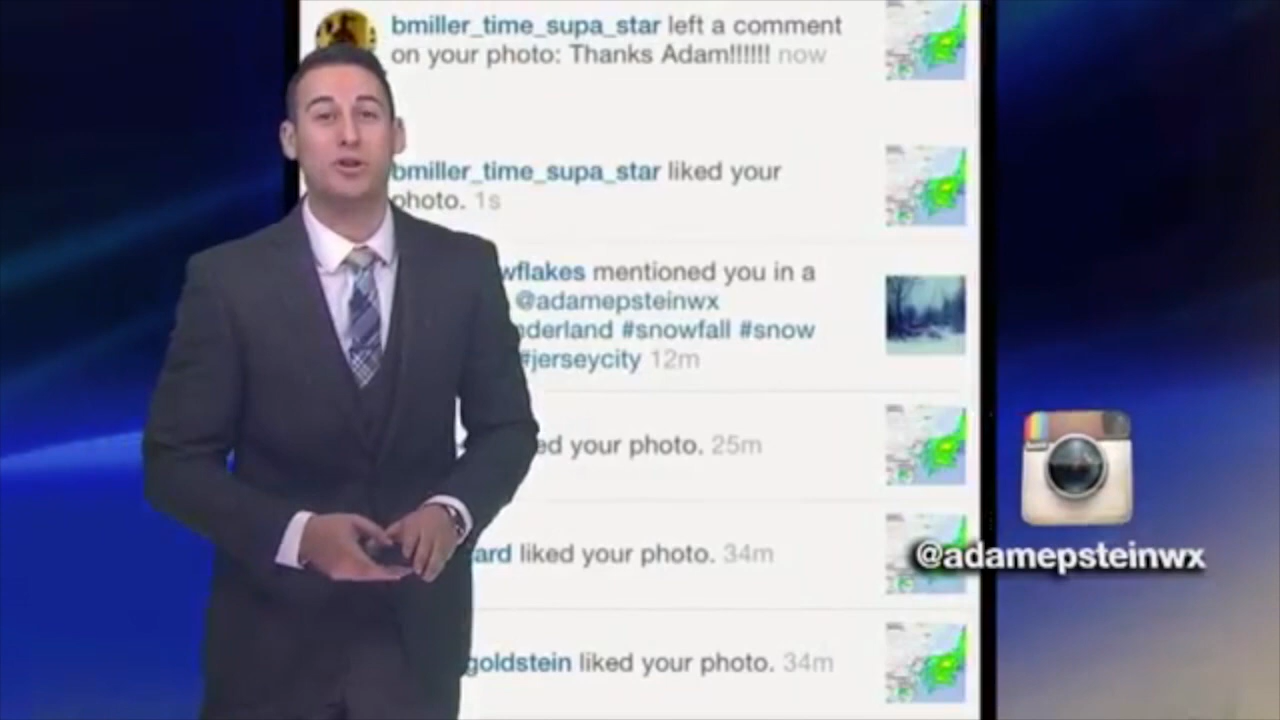 bmiller_time_supa_star left a comment
on your photo: Thanks Adam!!!!!! now
bmiller_time_supa_star liked your
photo. 1s
wflakes mentioned you in a
@adamepsteinwx
nderland #snowfall #snow
#jerseycity 12m
ed your photo. 25m
ard liked your photo. 34m
goldstein liked your photo. 34m
@adamepsteinwx